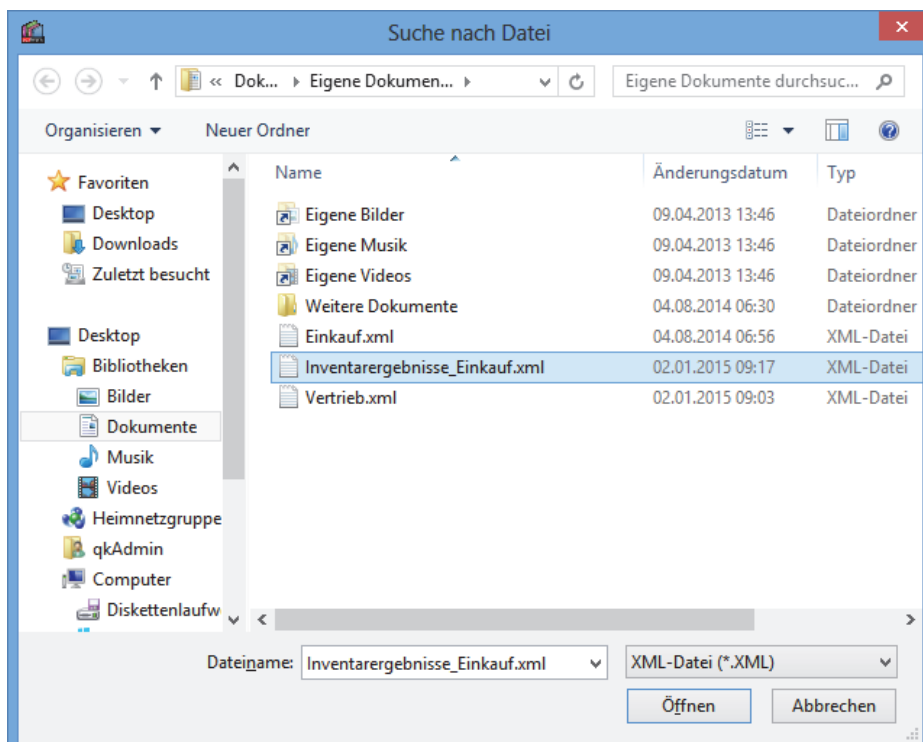 Suche nach Datei
« Dok... Eigene Dokumen... Eigene Dokumente durchsuc...
Organisieren Neuer Ordner
Name Änderungsdatum Typ
Favoriten
Desktop
Downloads
Zuletzt besucht
Desktop
Bibliotheken
Bilder
Dokumente
Musik
Videos
Heimnetzgruppe
qkAdmin
Computer
Diskettenlaufw
Eigene Bilder 09.04.2013 13:46 Dateiordner
Eigene Musik 09.04.2013 13:46 Dateiordner
Eigene Videos 09.04.2013 13:46 Dateiordner
Weitere Dokumente 04.08.2014 06:30 Dateiordner
Einkauf.xml 04.08.2014 06:56 XML-Datei
Inventarergebnisse_Einkauf.xml 02.01.2015 09:17 XML-Datei
Vertrieb.xml 02.01.2015 09:03 XML-Datei
Dateiname: Inventarergebnisse_Einkauf.xml XML-Datei (*.XML)
Öffnen Abbrechen